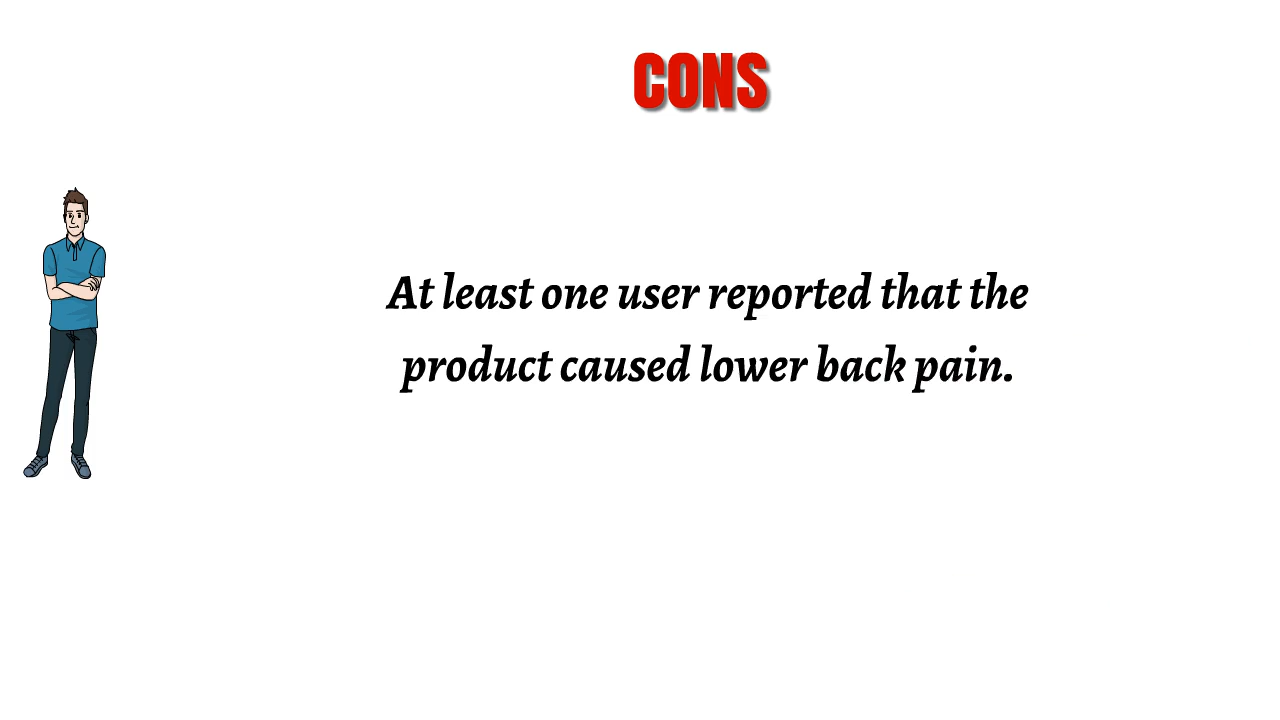 CONS
At least one user reported that the
product caused lower back pain.